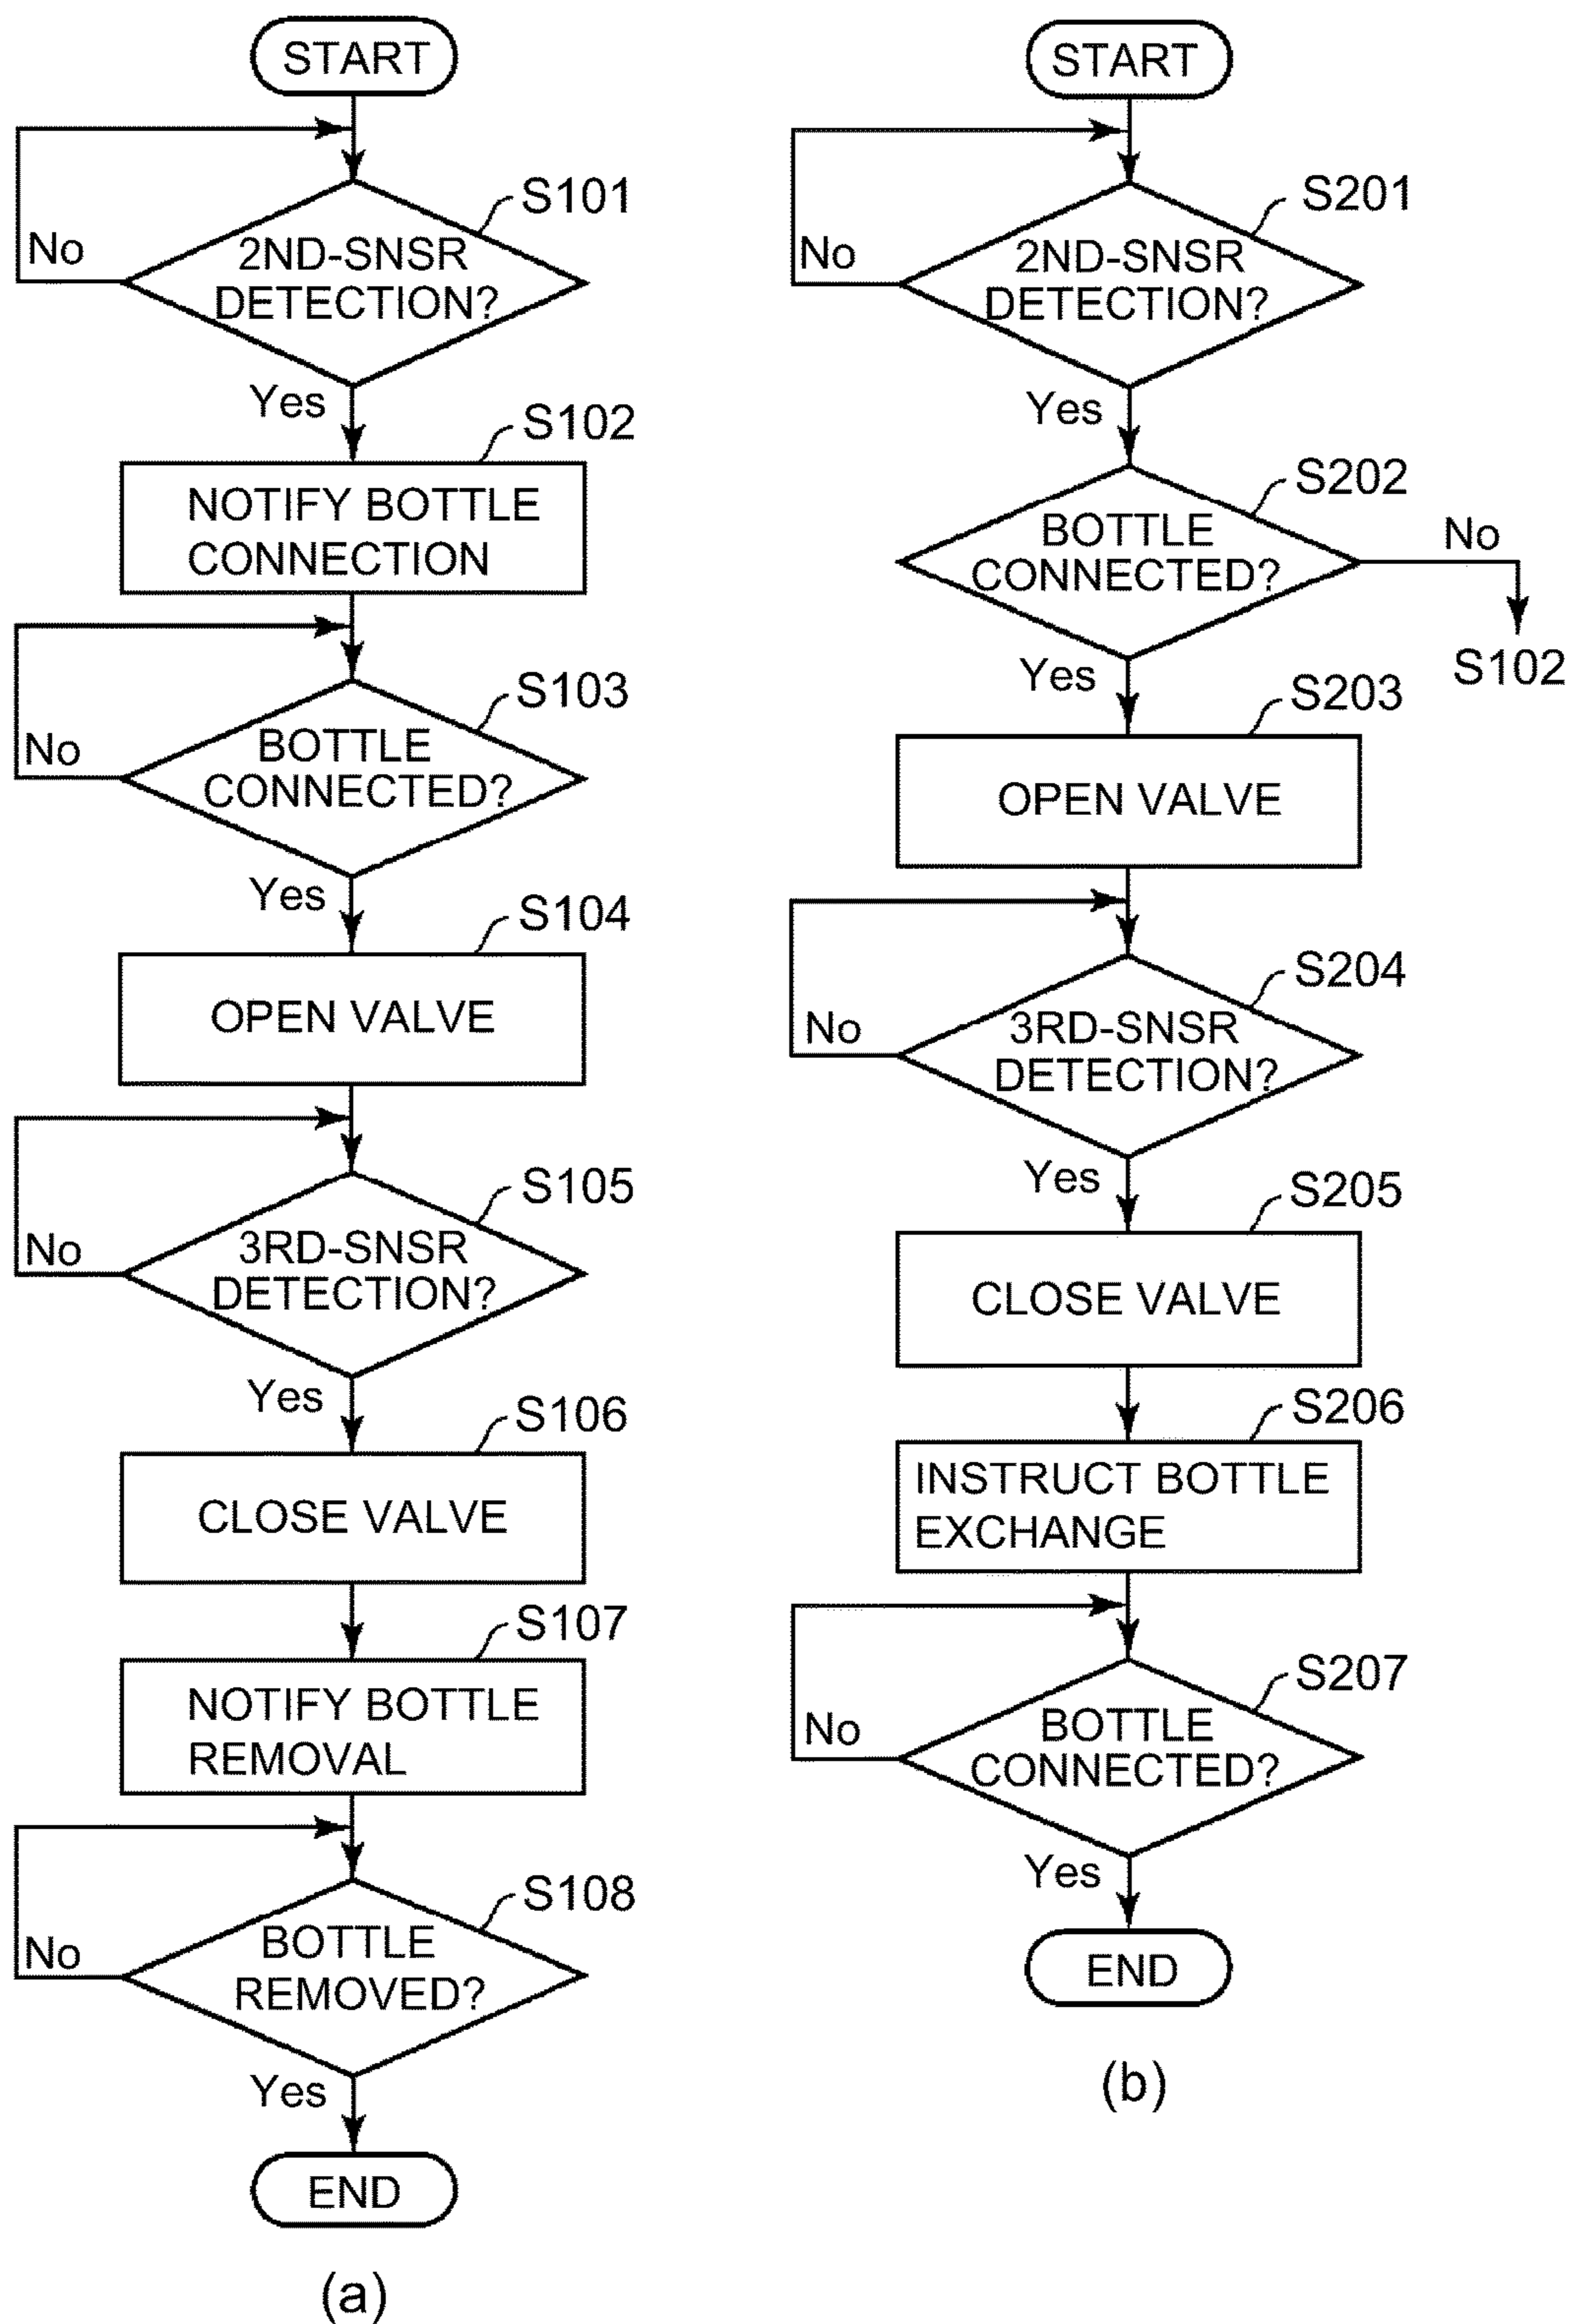 START
S101
No
2ND-SNSR
DETECTION?
Yes
S102
NOTIFY BOTTLE
CONNECTION
S103
No
BOTTLE
CONNECTED?
Yes
S104
OPEN VALVE
S105
No
3RD-SNSR
DETECTION?
Yes
S106
CLOSE VALVE
S107
NOTIFY BOTTLE
REMOVAL
S108
No
BOTTLE
REMOVED?
Yes
END
(a)
START
S201
No
2ND-SNSR
DETECTION?
Yes
S202
BOTTLE
CONNECTED?
No
S102
Yes
S203
OPEN VALVE
S204
No
3RD-SNSR
DETECTION?
Yes
S205
CLOSE VALVE
S206
INSTRUCT BOTTLE
EXCHANGE
S207
No
BOTTLE
CONNECTED?
Yes
END
(b)